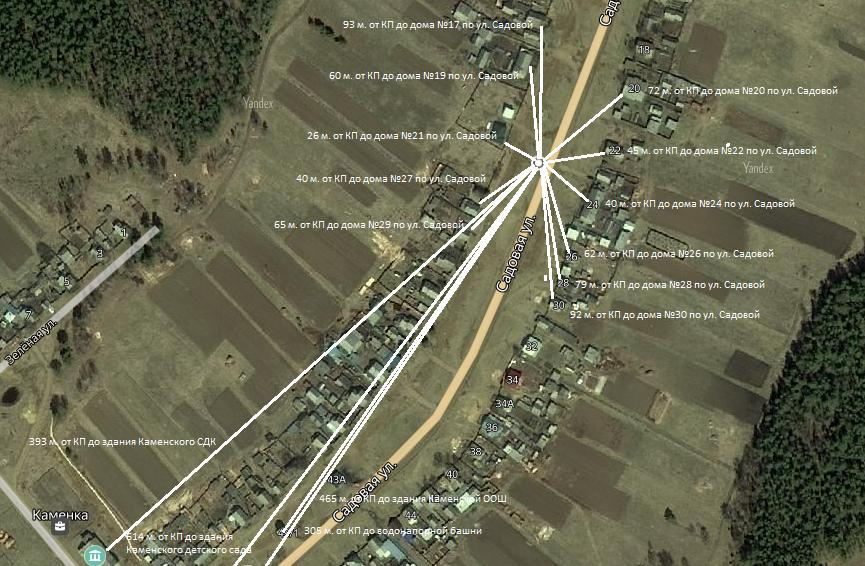 93 м. от КП до дома №17 по ул. Садовой
Садо
18
60 м. от КП до дома №19 по ул. Садовой
20
72 м. от КП до дома №20 по ул. Садовой
Yandex
26 м. от КП до дома №21 по ул. Садовой
22
45 м. от КП до дома №22 по ул. Садовой
Yandex
40 м. от КП до дома №27 по ул. Садовой
24
40 м. от КП до дома №24 по ул. Садовой
65 м. от КП до дома №29 по ул. Садовой
1
3
Садовая ул.
26
62 м. от КП до дома №26 по ул. Садовой
5
28
79 м. от КП до дома №28 по ул. Садовой
30
92 м. от КП до дома №30 по ул. Садовой
7
Зелёная ул.
32
34
34А
36
393 м. от КП до здания Каменского СДК
38
40
43А
465 м. от КП до здания Каменской ООШ
Садовая ул.
Каменка
44
305 м. от КП до водонапорной башни
614 м. от КП до здания
Каменского детского сада